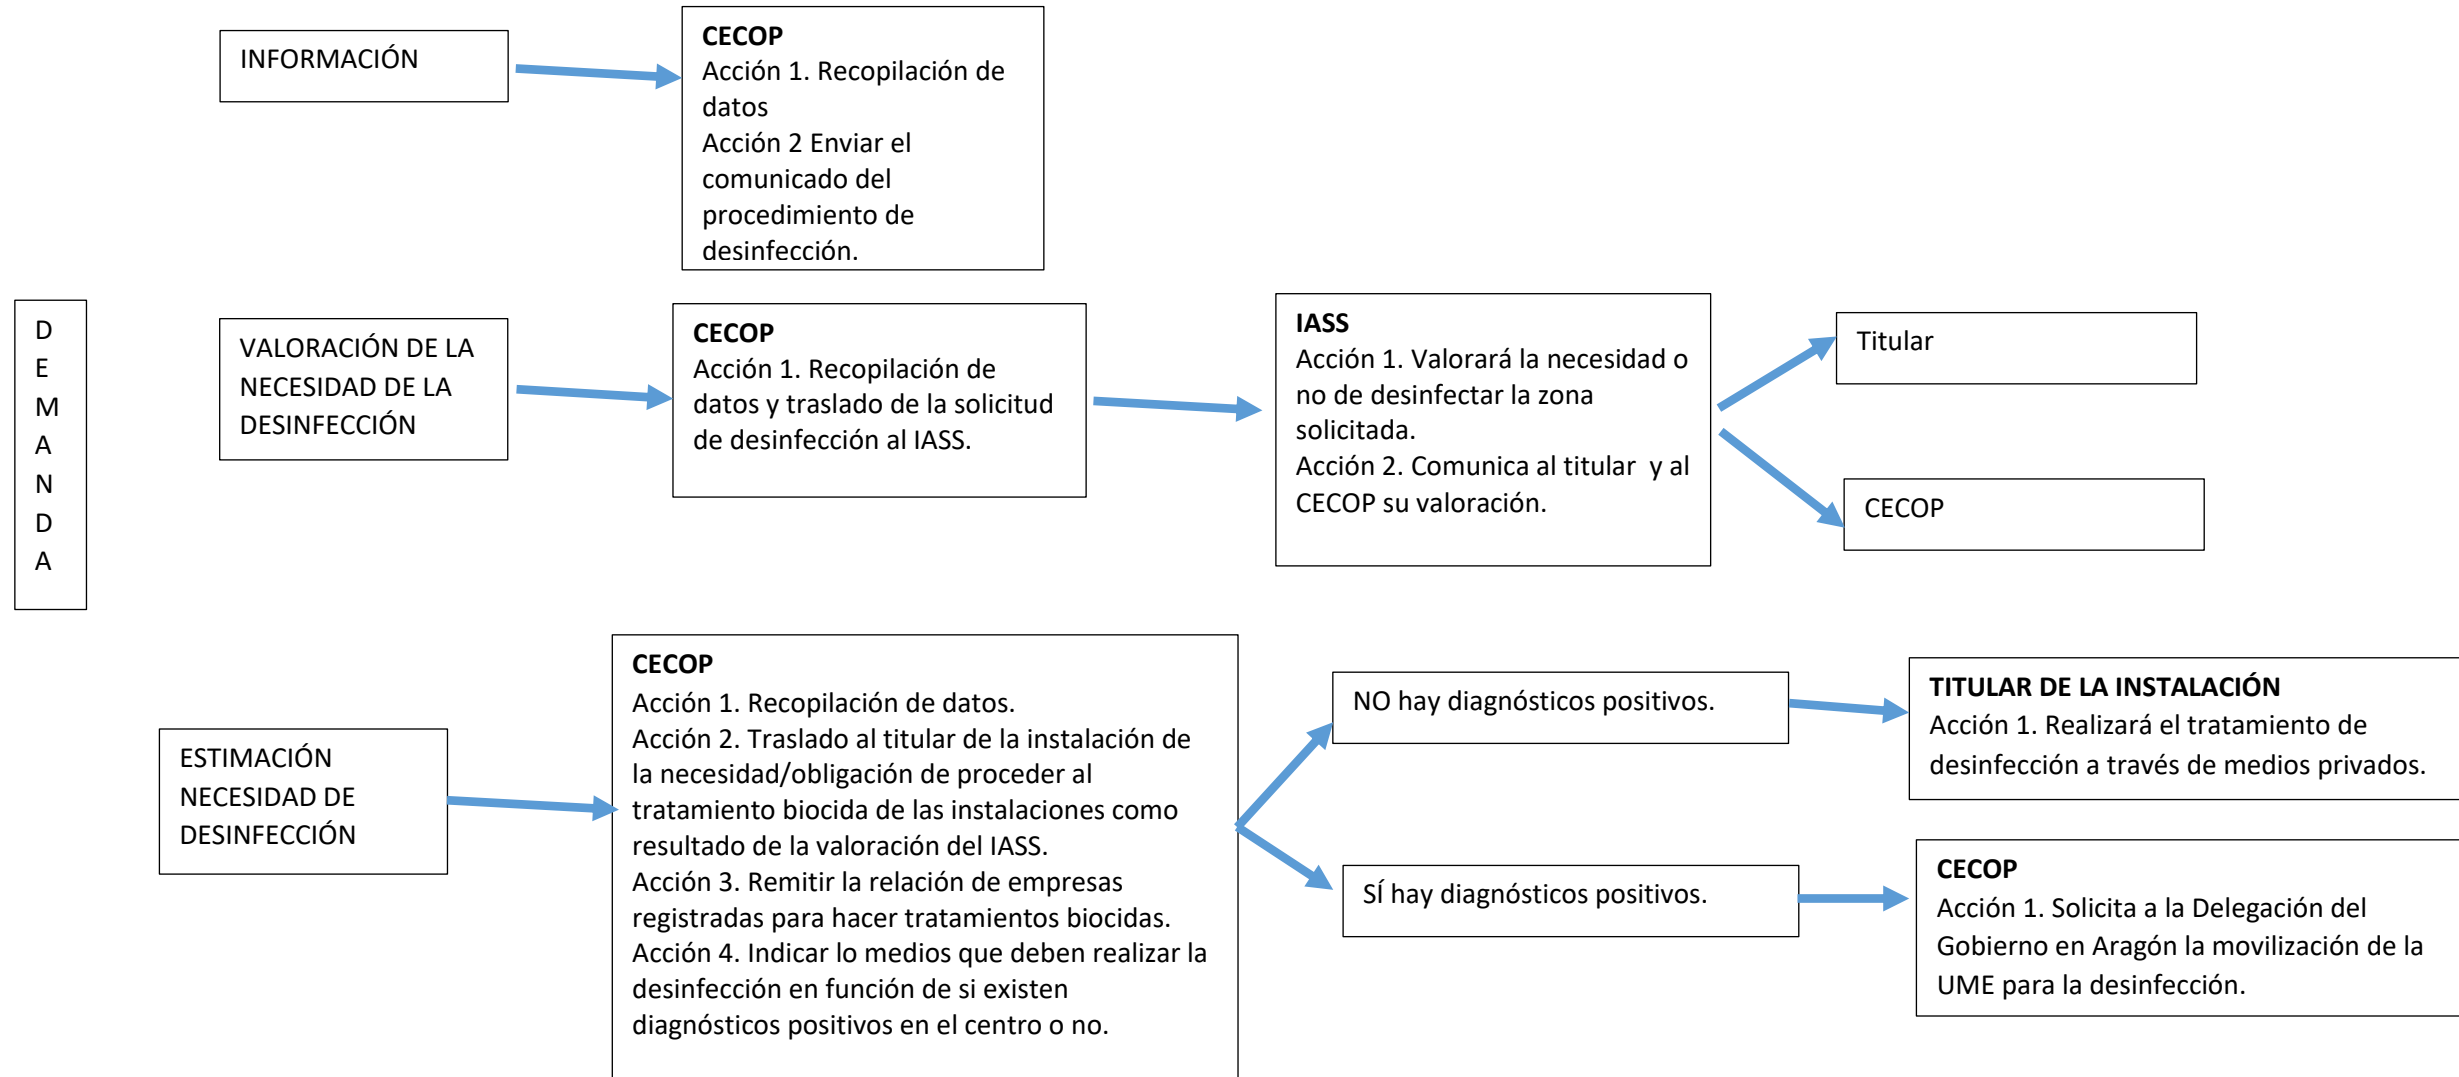 INFORMACIÓN
CECOP
Acción 1. Recopilación de
datos
Acción 2 Enviar el
comunicado del
procedimiento de
desinfección.
D
E
M
A
N
D
A
VALORACIÓN DE LA
NECESIDAD DE LA
DESINFECCIÓN
CECOP
Acción 1. Recopilación de
datos y traslado de la solicitud
de desinfección al IASS.
IASS
Acción 1. Valorará la necesidad o
no de desinfectar la zona
solicitada.
Acción 2. Comunica al titular  y al
CECOP su valoración.
Titular
CECOP
ESTIMACIÓN
NECESIDAD DE
DESINFECCIÓN
CECOP
Acción 1. Recopilación de datos.
Acción 2. Traslado al titular de la instalación de
la necesidad/obligación de proceder al
tratamiento biocida de las instalaciones como
resultado de la valoración del IASS.
Acción 3. Remitir la relación de empresas
registradas para hacer tratamientos biocidas.
Acción 4. Indicar lo medios que deben realizar la
desinfección en función de si existen
diagnósticos positivos en el centro o no.
NO hay diagnósticos positivos.
TITULAR DE LA INSTALACIÓN
Acción 1. Realizará el tratamiento de
desinfección a través de medios privados.
SÍ hay diagnósticos positivos.
CECOP
Acción 1. Solicita a la Delegación del
Gobierno en Aragón la movilización de la
UME para la desinfección.